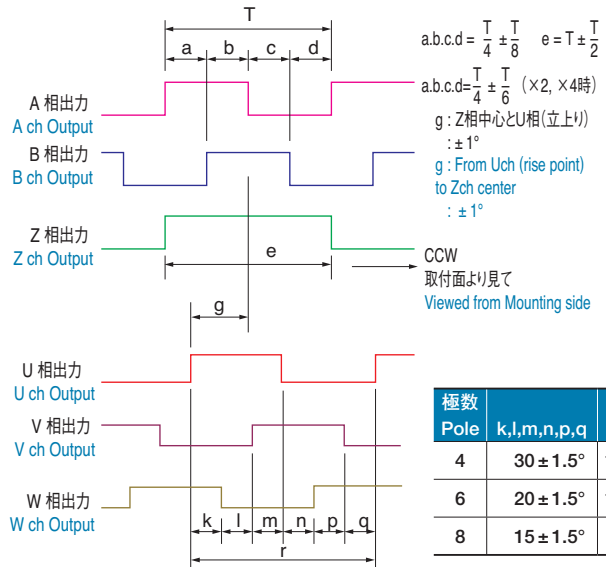 T
a b c d
a.b.c.d = T/4 ± T/8 e = T ± T/2
a.b.c.d= T/4 ± T/6 (×2, ×4時)
g : Z相中心とU相(立上り)
: ± 1°
g : From Uch (rise point)
to Zch center
: ± 1°
A 相出力
A ch Output
B 相出力
B ch Output
Z 相出力
Z ch Output
e
CCW
取付面より見て
Viewed from Mounting side
g
U 相出力
U ch Output
V 相出力
V ch Output
W 相出力
W ch Output
k l m n p q
r
極数
Pole k,l,m,n,p,q
4 30±1.5°
6 20±1.5°
8 15±1.5°